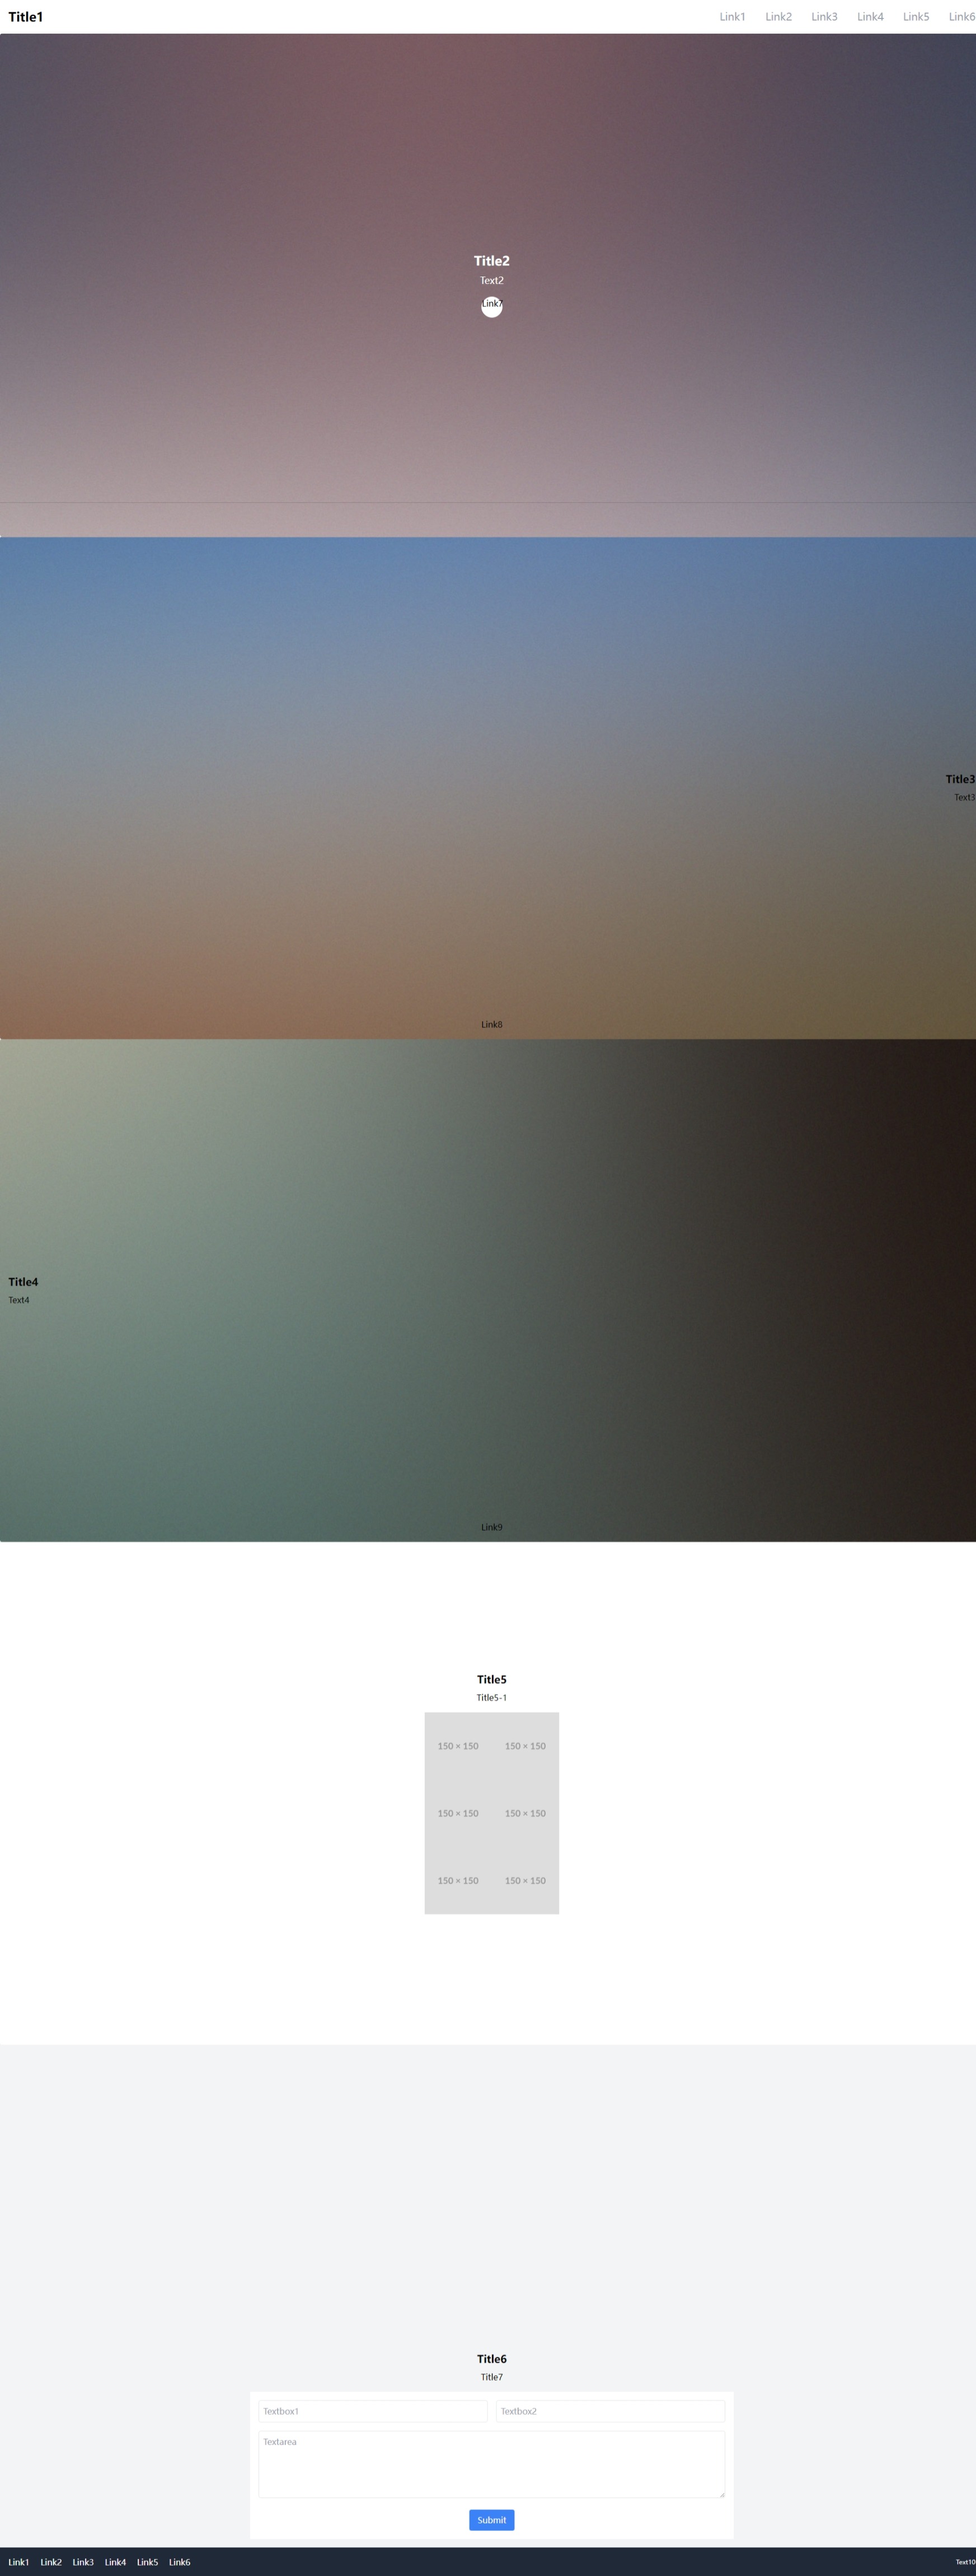 Title1 Link1 Link2 Link3 Link4 Link5 Link6
Title2
Text2
Link7
Title3
Text3
Link8
Title4
Text4
Link9
Title5
Title5-1
150 × 150 150 × 150
150 × 150 150 × 150
150 × 150 150 × 150
Title6
Title7
Textbox1 Textbox2
Textarea
Submit
Link1 Link2 Link3 Link4 Link5 Link6 Text10